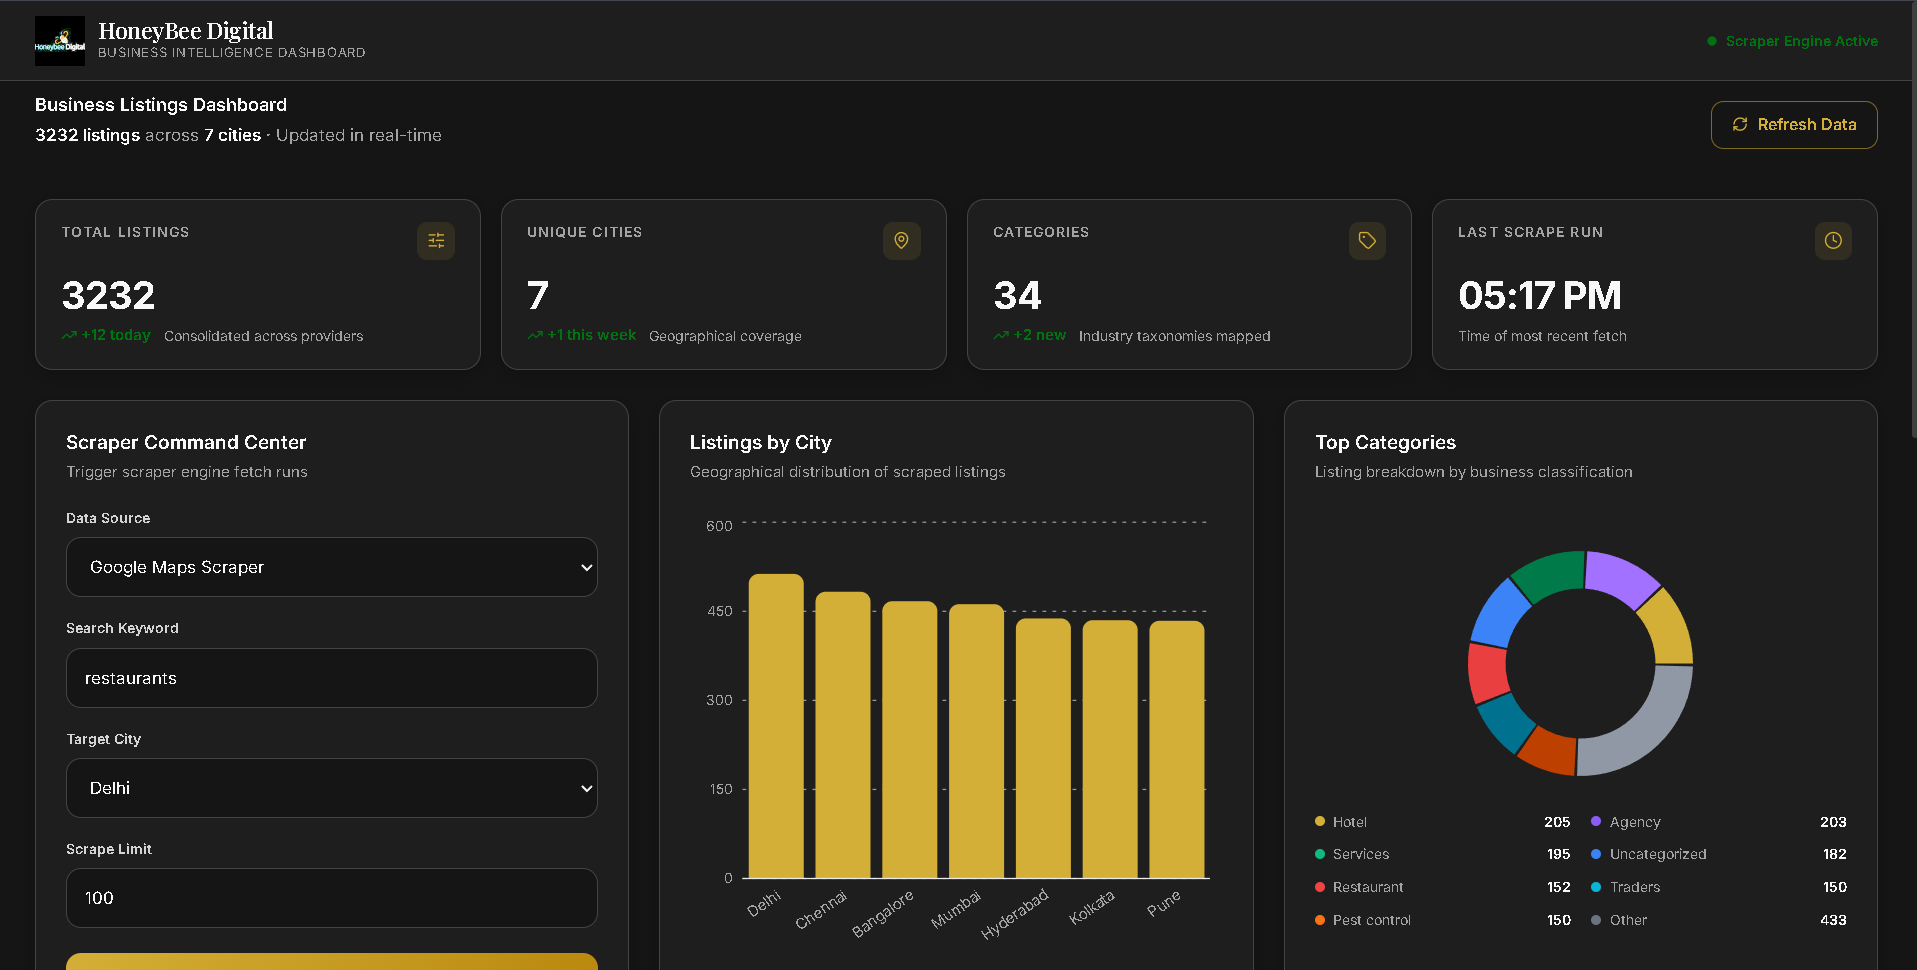 Honeybee Digital
HoneyBee Digital
BUSINESS INTELLIGENCE DASHBOARD
Scraper Engine Active
Business Listings Dashboard
3232 listings across 7 cities · Updated in real-time
Refresh Data
TOTAL LISTINGS
3232
+12 today Consolidated across providers
UNIQUE CITIES
7
+1 this week Geographical coverage
CATEGORIES
34
+2 new Industry taxonomies mapped
LAST SCRAPE RUN
05:17 PM
Time of most recent fetch
Scraper Command Center
Trigger scraper engine fetch runs
Data Source
Google Maps Scraper
Search Keyword
restaurants
Target City
Delhi
Scrape Limit
100
Listings by City
Geographical distribution of scraped listings
600
450
300
150
0
Delhi
Chennai
Bangalore
Mumbai
Hyderabad
Kolkata
Pune
Top Categories
Listing breakdown by business classification
Hotel 205
Agency 203
Services 195
Uncategorized 182
Restaurant 152
Traders 150
Pest control 150
Other 433